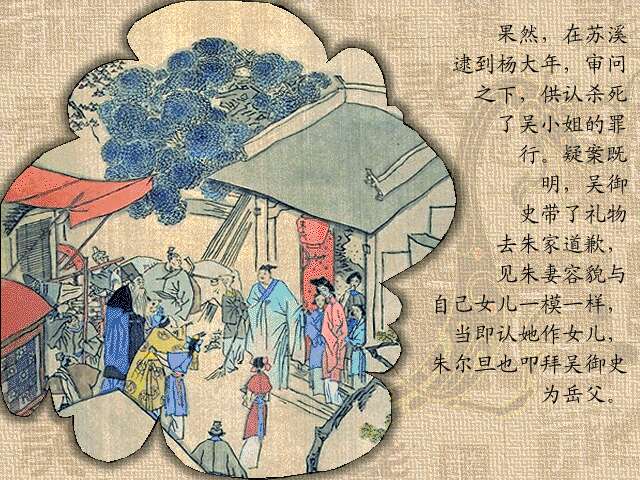 果然，在苏溪
逮到杨大年，审问
之下，供认杀死
了吴小姐的罪
行。疑案既
明，吴御
史带了礼物
去朱家道歉，
见朱妻容貌与
自己女儿一模一样，
当即认她作女儿，
朱尔旦也叩拜吴御史
为岳父。